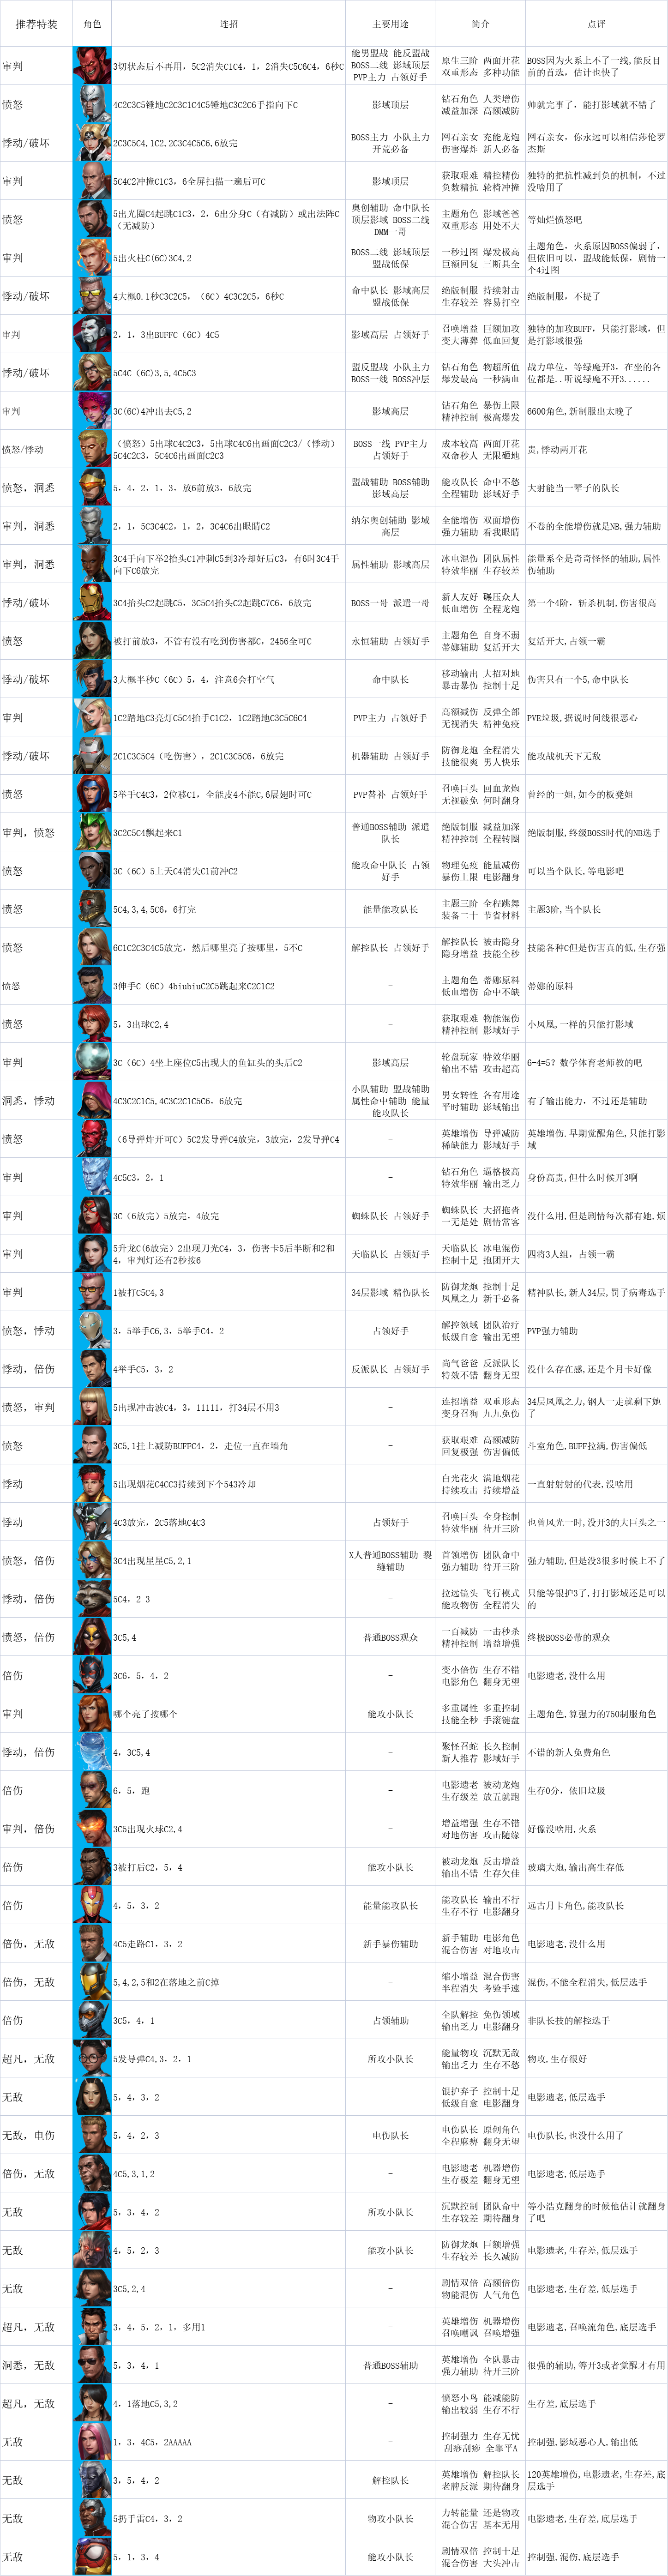 推荐特装 角色 连招 主要用途 简介 点评
审判 3切状态后不再用，5C2消失C1C4，1，2消失C5C6C4，6秒C 能男盟战 能反盟战 BOSS二线 影域顶层 PVP主力 占领好手 原生三阶 两面开花 双重形态 多种功能 BOSS因为火系上不了一线,能反目前的首选，估计也快了
愤怒 4C2C3C5锤地C2C3C1C4C5锤地C3C2C6手指向下C 影域顶层 钻石角色 人类增伤 减益加深 高额减防 帅就完事了，能打影域就不错了
悸动/破坏 2C3C5C4,1C2,2C3C4C5C6,6放完 BOSS主力 小队主力 开荒必备 网石亲女 充能龙炮 伤害爆炸 新人必备 网石亲女，你永远可以相信莎伦罗杰斯
审判 5C4C2冲撞C1C3，6全屏扫描一遍后可C 影域顶层 获取艰难 精控精伤 负数精抗 轮椅冲撞 独特的把抗性减到负的机制，不过没啥用了
愤怒 5出光圈C4起跳C1C3，2，6出分身C（有减防）或出法阵C（无减防） 奥创辅助 命中队长 顶层影域 BOSS二线 DMM一哥 主题角色 影域爸爸 双重形态 用处不大 等灿烂愤怒吧
审判 5出火柱C(6C)3C4,2 BOSS二线 影域顶层 盟战低保 一秒过图 爆发极高 巨额回复 三断具全 主题角色，火系原因BOSS偏弱了，但依旧可以，盟战能低保，剧情一个4过图
悸动/破坏 4大概0.1秒C3C2C5，（6C）4C3C2C5，6秒C 命中队长 影域高层 盟战低保 绝版制服 持续射击 生存较差 容易打空 绝版制服，不提了
审判 2，1，3出BUFFC（6C）4C5 影域高层 占领好手 召唤增益 巨额加攻 变大薄葬 低血回复 独特的加攻BUFF，只能打影域，但是打影域很强
悸动/破坏 5C4C（6C)3,5,4C5C3 盟反盟战 小队主力 BOSS一线 BOSS冲层 钻石角色 物超所值 爆发最高 一秒满血 战力单位，等绿魔开3，在坐的各位都是..听说绿魔不开3......
审判 3C(6C)4冲出去C5,2 影域高层 钻石角色 暴伤上限 精神控制 极高爆发 6600角色,新制服出太晚了
愤怒/悸动 （愤怒）5出球C4C2C3，5出球C4C6出画面C2C3/（悸动）5C4C2C3，5C4C6出画面C2C3 BOSS一线 PVP主力 占领好手 成本较高 两面开花 双命秒人 无限砸地 贵,悸动两开花
愤怒，洞悉 5，4，2，1，3，放6前放3，6放完 盟战辅助 BOSS辅助 影域高层 能攻队长 命中不愁 全程辅助 影域好手 大射能当一辈子的队长
审判，洞悉 2，1，5C3C4C2，1，2，3C4C6出眼睛C2 纳尔奥创辅助 影域高层 全能增伤 双面增伤 强力辅助 看我眼睛 不卷的全能增伤就是NB,强力辅助
审判，洞悉 3C4手向下举2抬头C1冲刺C5到3冷却好后C3，有6时3C4手向下C6放完 属性辅助 影域高层 冰电混伤 团队属性 特效华丽 生存较差 能量系全是奇奇怪怪的辅助,属性伤辅助
悸动/破坏 3C4抬头C2起跳C5，3C5C4抬头C2起跳C7C6，6放完 BOSS一哥 派遣一哥 新人友好 碾压众人 低血增伤 全程龙炮 第一个4阶，斩杀机制,伤害很高
愤怒 被打前放3，不管有没有吃到伤害都C，2456全可C 永恒辅助 占领好手 主题角色 自身不弱 蒂娜辅助 复活开大 复活开大,占领一霸
悸动/破坏 3大概半秒C（6C）5，4，注意6会打空气 命中队长 移动输出 大招对地 暴击暴伤 控制十足 伤害只有一个5,命中队长
审判 1C2踏地C3亮灯C5C4抬手C1C2，1C2踏地C3C5C6C4 PVP主力 占领好手 高额减伤 反弹全部 无视消失 精神免疫 PVE垃圾,据说时间线很恶心
悸动/破坏 2C1C3C5C4（吃伤害），2C1C3C5C6，6放完 机器辅助 占领好手 防御龙炮 全程消失 技能很爽 男人快乐 能攻战机天下无敌
愤怒 5举手C4C3，2位移C1，全能皮4不能C,6展翅时可C PVP替补 占领好手 召唤巨头 回血龙炮 无视破免 何时翻身 曾经的一姐,如今的板凳姐
审判，愤怒 3C2C5C4飘起来C1 普通BOSS辅助 派遣队长 绝版制服 减益加深 精神控制 全程转圈 绝版制服,终级BOSS时代的NB选手
愤怒 3C（6C）5上天C4消失C1前冲C2 能攻命中队长 占领好手 物理免疫 能量减伤 暴伤上限 电影翻身 可以当个队长,等电影吧
愤怒 5C4,3,4,5C6，6打完 能量能攻队长 主题三阶 全程跳舞 装备二十 节省材料 主题3阶,当个队长
愤怒 6C1C2C3C4C5放完，然后哪里亮了按哪里，5不C 解控队长 占领好手 解控队长 被击隐身 隐身增益 技能全秒 技能各种C但是伤害真的低,生存强
愤怒 3伸手C（6C）4biubiuC2C5跳起来C2C1C2 - 主题角色 蒂娜原料 低血增伤 命中不缺 蒂娜的原料
愤怒 5，3出球C2,4 - 获取艰难 物能混伤 精神控制 影域好手 小凤凰,一样的只能打影域
审判 3C（6C）4坐上座位C5出现大的鱼缸头的头后C2 影域高层 轮盘玩家 特效华丽 输出不错 攻击超高 6-4=5? 数学体育老师教的吧
洞悉，悸动 4C3C2C1C5,4C3C2C1C5C6，6放完 小队辅助 盟战辅助 属性命中辅助 能量能攻队长 男女转性 各有用途 平时辅助 影域输出 有了输出能力，不过还是辅助
愤怒 （6导弹炸开可C）5C2发导弹C4放完，3放完，2发导弹C4 - 英雄增伤 导弹减防 稀缺能力 影域好手 英雄增伤.早期觉醒角色,只能打影域
审判 4C5C3，2，1 - 钻石角色 逼格极高 特效华丽 输出乏力 身份高贵,但什么时候开3啊
审判 3C（6放完）5放完，4放完 蜘蛛队长 占领好手 蜘蛛队长 大招拖沓 一无是处 剧情常客 没什么用,但是剧情每次都有她,烦
审判 5升龙C(6放完）2出现刀光C4，3，伤害卡5后半断和2和4，审判灯还有2秒按6 天临队长 占领好手 天临队长 冰电混伤 控制十足 抱团开大 四将3人组，占领一霸
审判 1被打C5C4,3 34层影域 精伤队长 防御龙炮 控制十足 凤凰之力 新手必备 精神队长,新人34层,罚子病毒选手
愤怒，悸动 3，5举手C6,3，5举手C4，2 占领好手 解控领域 团队治疗 低级自愈 输出无望 PVP强力辅助
悸动，倍伤 4举手C5，3，2 反派队长 占领好手 尚气爸爸 反派队长 特效不错 翻身无望 没什么存在感,还是个月卡好像
愤怒，审判 5出现冲击波C4，3，11111，打34层不用3 - 连招增益 双重形态 变身召狗 九九免伤 34层凤凰之力,钢人一走就剩下她了
愤怒 3C5,1挂上减防BUFFC4，2，走位一直在墙角 - 获取艰难 高额减防 回复极强 伤害偏低 斗室角色,BUFF拉满,伤害偏低
悸动 5出现烟花C4CC3持续到下个543冷却 - 白光花火 满地烟花 持续攻击 持续增益 一直射射射的代表,没啥用
悸动 4C3放完，2C5落地C4C3 占领好手 召唤巨头 全身控制 特效华丽 待开三阶 也曾风光一时,没开3的大巨头之一
愤怒，倍伤 3C4出现星星C5,2,1 X人普通BOSS辅助 裂缝辅助 首领增伤 团队命中 强力辅助 待开三阶 强力辅助,但是没3很多时候上不了
悸动，倍伤 5C4，2 3 - 拉远镜头 飞行模式 能攻物伤 全程消失 只能等银护3了,打打影域还是可以的
愤怒，倍伤 3C5,4 普通BOSS观众 一百减防 一击秒杀 精神控制 增益增强 终极BOSS必带的观众
倍伤 3C6，5，4，2 - 变小倍伤 生存不错 电影角色 翻身无望 电影遗老,没什么用
审判 哪个亮了按哪个 能攻小队长 多重属性 多重控制 技能全秒 手滚键盘 主题角色,算强力的750制服角色
悸动，倍伤 4，3C5,4 - 聚怪召蛇 长久控制 新人推荐 影域好手 不错的新人免费角色
倍伤 6，5，跑 - 电影遗老 被动龙炮 生存级差 放五就跑 生存0分，依旧垃圾
审判，倍伤 3C5出现火球C2,4 - 增益增强 生存不错 对地伤害 攻击随缘 好像没啥用,火系
倍伤 3被打后C2，5，4 能攻小队长 被动龙炮 反击增益 输出不错 生存欠佳 玻璃大炮,输出高生存低
倍伤 4，5，3，2 能量能攻队长 能攻队长 输出不行 生存不行 电影翻身 远古月卡角色,能攻队长
倍伤，无敌 4C5走路C1，3，2 新手暴伤辅助 新手辅助 电影角色 混合伤害 对地攻击 电影遗老,没什么用
倍伤，无敌 5,4,2,5和2在落地之前C掉 - 缩小增益 混合伤害 半程消失 考验手速 混伤,不能全程消失,低层选手
倍伤 3C5，4，1 占领辅助 全队解控 免伤领域 输出乏力 电影翻身 非队长技的解控选手
超凡，无敌 5发导弹C4,3，2，1 所攻小队长 能量物攻 沉默无敌 输出乏力 生存不愁 物攻,生存很好
无敌 5，4，3，2 - 银护弃子 控制十足 低级自愈 电影翻身 电影遗老,低层选手
无敌，电伤 5，4，2，3 电伤队长 电伤队长 原创角色 全程麻痹 翻身无望 电伤队长,也没什么用了
倍伤，无敌 4C5,3,1,2 - 电影遗老 机器增伤 生存极差 翻身无望 电影遗老,低层选手
无敌 5，3，4，2 所攻小队长 沉默控制 团队命中 生存较差 期待翻身 等小浩克翻身的时候他估计就翻身了吧
无敌 4，5，2，3 能攻小队长 防御龙炮 巨额增强 生存较差 长久减防 电影遗老,生存差,低层选手
无敌 3C5,2,4 - 剧情双倍 高额倍伤 物能混伤 人气角色 电影遗老,生存差,低层选手
超凡，无敌 3，4，5，2，1，多用1 - 英雄增伤 机器增伤 召唤嘲讽 召唤增强 电影遗老,召唤流角色,底层选手
洞悉，无敌 5，3，4，1 普通BOSS辅助 英雄增伤 全队暴击 强力辅助 待开三阶 很强的辅助,等开3或者觉醒才有用
超凡，无敌 4，1落地C5,3,2 - 愤怒小鸟 能减能防 输出较弱 生存不行 生存差,底层选手
无敌 1，3，4C5，2AAAAA - 控制强力 生存无忧 刮痧刮痧 全靠平A 控制强,影域恶心人,输出低
无敌 3，5，4，2 解控队长 英雄增伤 解控队长 老牌反派 期待翻身 120英雄增伤,电影遗老,生存差,底层选手
无敌 5扔手雷C4，3，2 物攻小队长 力转能量 还是物攻 混合伤害 基本无用 电影遗老,生存差,底层选手
无敌 5，1，3，4 能攻小队长 剧情双倍 控制十足 混合伤害 大头冲击 控制强,混伤,底层选手